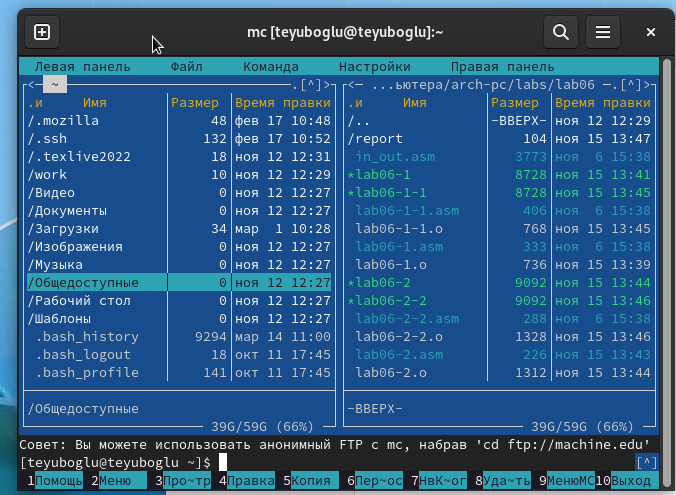 mc [teyuboglu@teyuboglu]:~
Левая панель Файл Команда Настройки Правая панель
<─ ~ ─.[^]>
.и Имя Размер Время правки
/.mozilla 48 фев 17 10:48
/.ssh 132 фев 17 10:52
/.texlive2022 18 ноя 12 12:31
/work 10 ноя 12 12:29
/Видео 0 ноя 12 12:27
/Документы 0 ноя 12 12:27
/Загрузки 34 мар 1 10:28
/Изображения 0 ноя 12 12:27
/Музыка 0 ноя 12 12:27
/Общедоступные 0 ноя 12 12:27
/Рабочий стол 0 ноя 12 12:27
/Шаблоны 0 ноя 12 12:27
.bash_history 9294 мар 14 11:00
.bash_logout 18 окт 11 17:45
.bash_profile 141 окт 11 17:45
/Общедоступные
39G/59G (66%)
<─ ...ьютера/arch-pc/labs/lab06 ─.[^]>
.и Имя Размер Время правки
/.. -ВВЕРХ- ноя 12 12:29
/report 104 ноя 15 13:47
in_out.asm 3773 ноя 6 15:38
*lab06-1 8728 ноя 15 13:41
*lab06-1-1 8728 ноя 15 13:45
lab06-1-1.asm 406 ноя 6 15:38
lab06-1-1.o 768 ноя 15 13:45
lab06-1.asm 333 ноя 6 15:38
lab06-1.o 736 ноя 15 13:39
*lab06-2 9092 ноя 15 13:44
*lab06-2-2 9092 ноя 15 13:46
lab06-2-2.asm 288 ноя 6 15:38
lab06-2-2.o 1328 ноя 15 13:46
lab06-2.asm 226 ноя 15 13:43
lab06-2.o 1312 ноя 15 13:44
-ВВЕРХ-
39G/59G (66%)
Совет: Вы можете использовать анонимный FTP с mc, набрав 'cd ftp://machine.edu'
[teyuboglu@teyuboglu ~]$ [^]
1Помощь 2Меню 3Про~тр 4Правка 5Копия 6Пер~ос 7НвК~ог 8Уда~ть 9МенюMC 10Выход